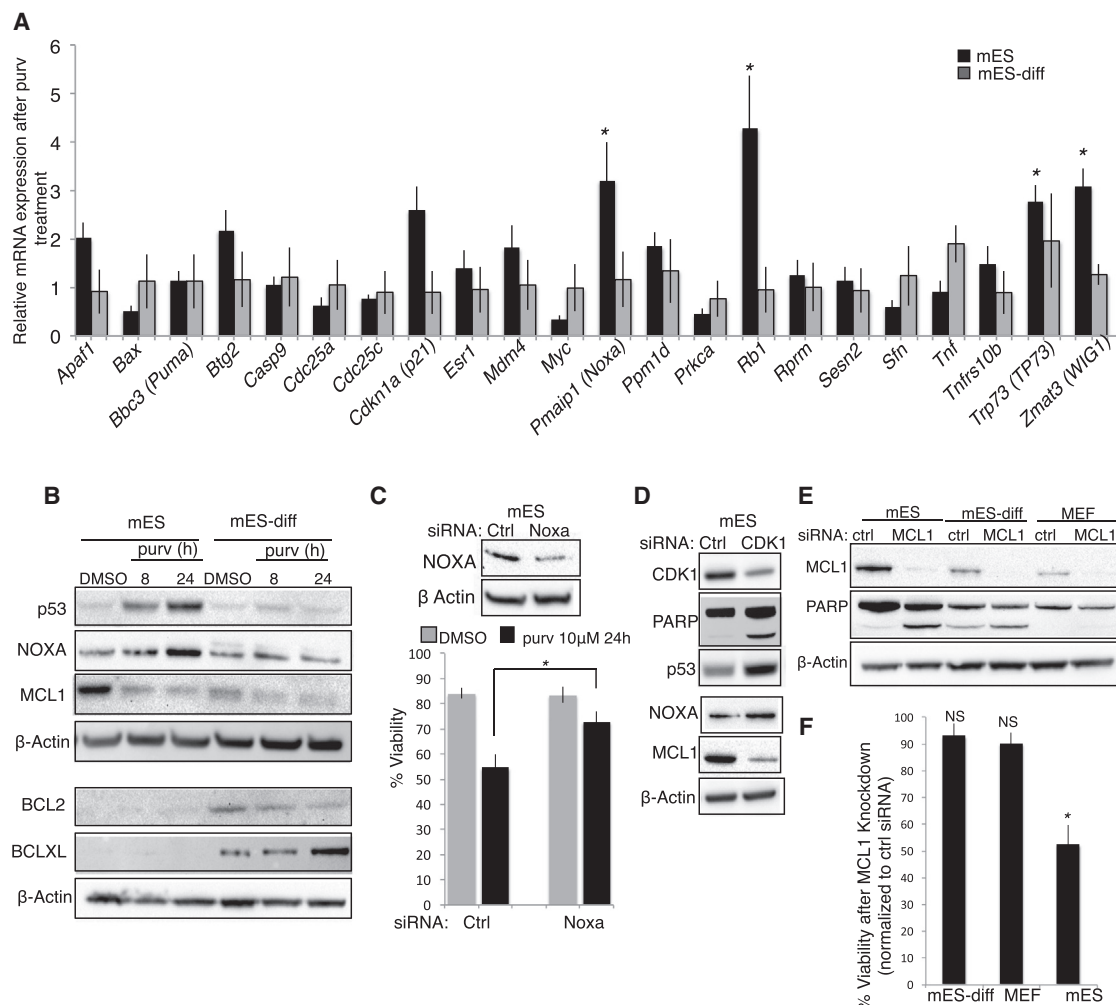 A
Relative mRNA expression after purv
treatment
6
5
4
3
2
1
0
*
*
*
*
mES
mES-diff
Apaf1
Bax
Bbc3 (Puma)
Btg2
Casp9
Cdc25a
Cdc25c
Cdkn1a (p21)
Esr1
Mdm4
Myc
Pmaip1 (Noxa)
Ppm1d
Prkca
Rb1
Rprm
Sesn2
Sfn
Tnf
Tnfrs10b
Trp73 (TP73)
Zmat3 (WIG1)
B
mES mES-diff
purv (h) purv (h)
DMSO 8 24 DMSO 8 24
p53
NOXA
MCL1
β-Actin
BCL2
BCLXL
β-Actin
C
mES
siRNA: Ctrl Noxa
NOXA
β Actin
DMSO purv 10μM 24h
% Viability
100
90
80
70
60
50
40
30
20
10
0
*
siRNA: Ctrl Noxa
D
mES
siRNA: Ctrl CDK1
CDK1
PARP
p53
NOXA
MCL1
β-Actin
E
mES mES-diff MEF
siRNA: ctrl MCL1 ctrl MCL1 ctrl MCL1
MCL1
PARP
β-Actin
F
% Viability after MCL1 Knockdown
(normalized to ctrl siRNA)
100
90
80
70
60
50
40
30
20
10
0
NS NS
*
mES-diff MEF mES